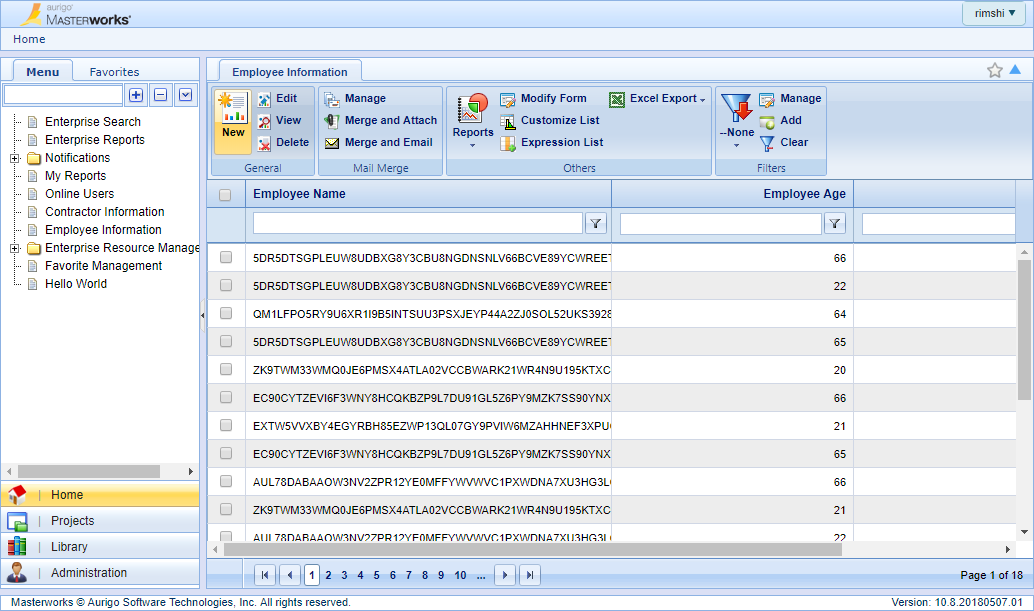 aurigo
MASTERWORKS'
rimshi
Home
Menu
Favorites
Enterprise Search
Enterprise Reports
Notifications
My Reports
Online Users
Contractor Information
Employee Information
Enterprise Resource Manage
Favorite Management
Hello World
Home
Projects
Library
Administration
Employee Information
New
Edit
View
Delete
General
Manage
Merge and Attach
Merge and Email
Mail Merge
Reports
Modify Form
Customize List
Expression List
Excel Export
Others
--None
Manage
Add
Clear
Filters
Employee Name Employee Age
5DR5DTSGPLEUW8UDBXG8Y3CBU8NGDNSNLV66BCVE89YCWREET 66
5DR5DTSGPLEUW8UDBXG8Y3CBU8NGDNSNLV66BCVE89YCWREET 22
QM1LFPO5RY9U6XR1I9B5INTSUU3PSXJEYP44A2ZJ0SOL52UKS3928 64
5DR5DTSGPLEUW8UDBXG8Y3CBU8NGDNSNLV66BCVE89YCWREET 65
ZK9TWM33WMQ0JE6PMSX4ATLA02VCCBWARK21WR4N9U195KTXC 20
EC90CYTZEVI6F3WNY8HCQKBZP9L7DU91GL5Z6PY9MZK7SS90YNX 66
EXTW5VVXBY4EGYRBH85EZWP13QL07GY9PVIW6MZAHHNEF3XPU 21
EC90CYTZEVI6F3WNY8HCQKBZP9L7DU91GL5Z6PY9MZK7SS90YNX 65
AUL78DABAAOW3NV2ZPR12YE0MFFYWVWVC1PXWDNA7XU3HG3L 66
ZK9TWM33WMQ0JE6PMSX4ATLA02VCCBWARK21WR4N9U195KTXC 21
AUL78DABAAOW3NV2ZPR12YE0MFFYWVWVC1PXWDNA7XU3HG3L 22
1 2 3 4 5 6 7 8 9 10 ...
Page 1 of 18
Masterworks © Aurigo Software Technologies, Inc. All rights reserved.
Version: 10.8.20180507.01